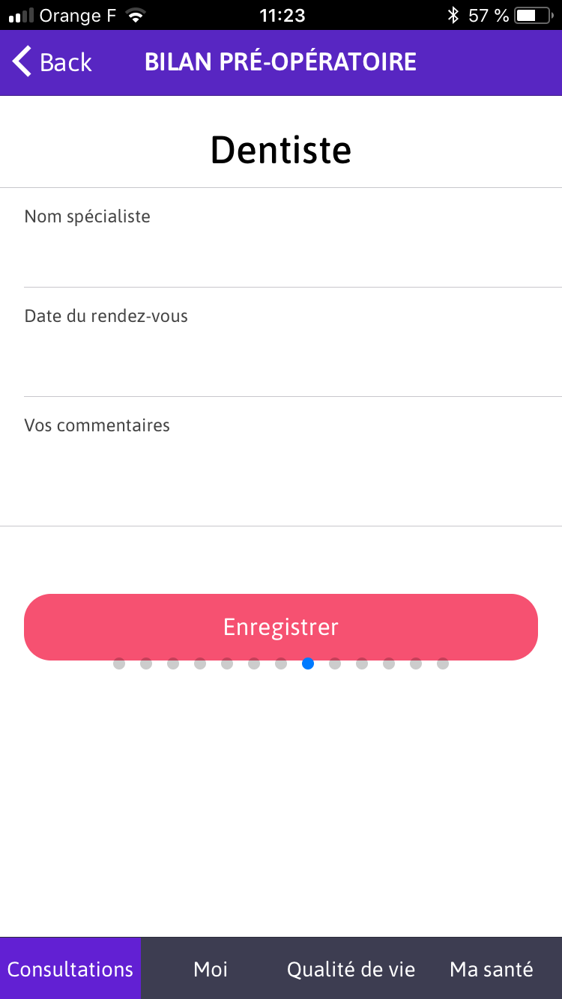 Orange F 11:23 57 %
Back BILAN PRÉ-OPÉRATOIRE
Dentiste
Nom spécialiste
Date du rendez-vous
Vos commentaires
Enregistrer
Consultations Moi Qualité de vie Ma santé